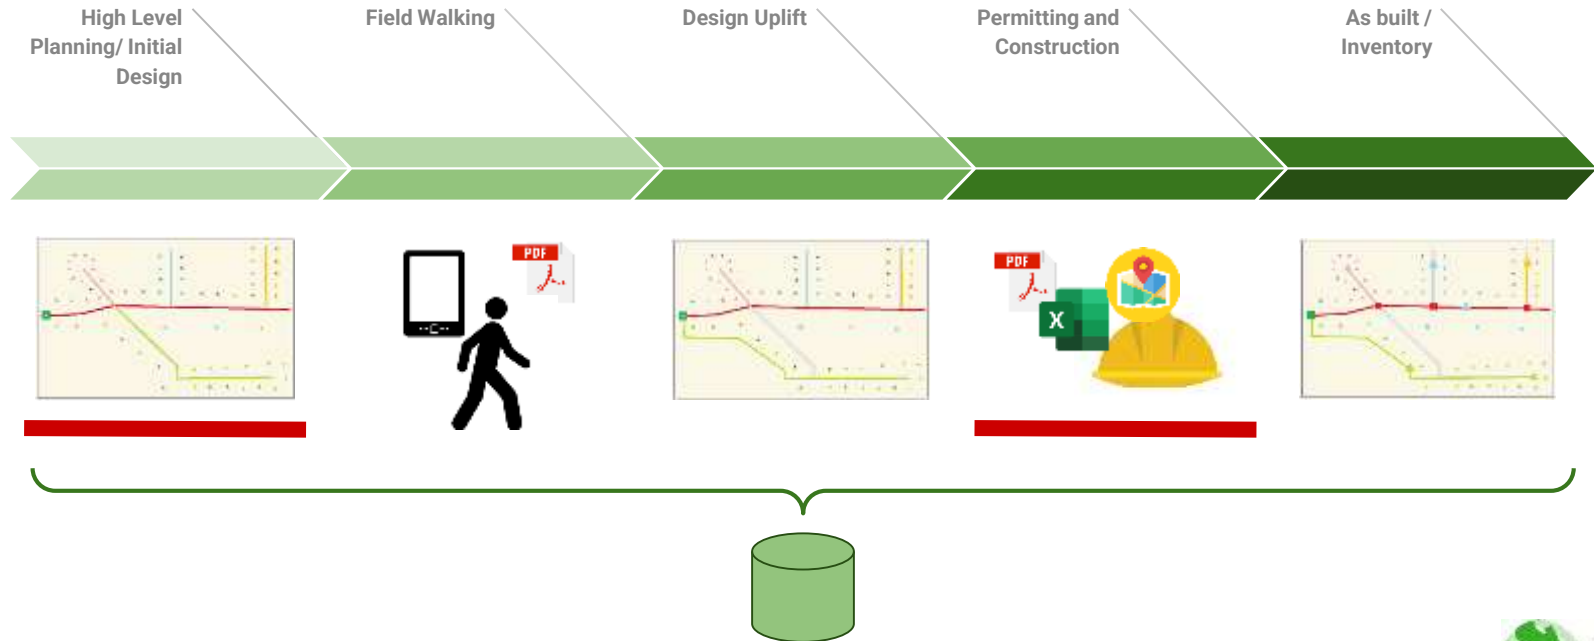 High Level
Planning/ Initial
Design
Field Walking
Design Uplift
Permitting and
Construction
As built /
Inventory
PDF
PDF
X